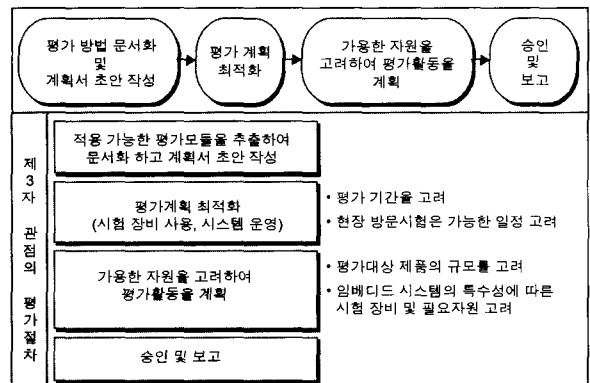 평가 방법 문서화
및
계획서 초안 작성
평가 계획
최적화
가용한 자원을
고려하여 평가활동을
계획
승인
및
보고
제3자 관점의 평가절차
적용 가능한 평가모듈을 추출하여
문서화 하고 계획서 초안 작성
평가계획 최적화
(시험 장비 사용, 시스템 운영)
• 평가 기간을 고려
• 현장 방문시험은 가능한 일정 고려
가용한 자원을 고려하여
평가활동을 계획
• 평가대상 제품의 규모를 고려
• 임베디드 시스템의 특수성에 따른
시험 장비 및 필요자원 고려
승인 및 보고